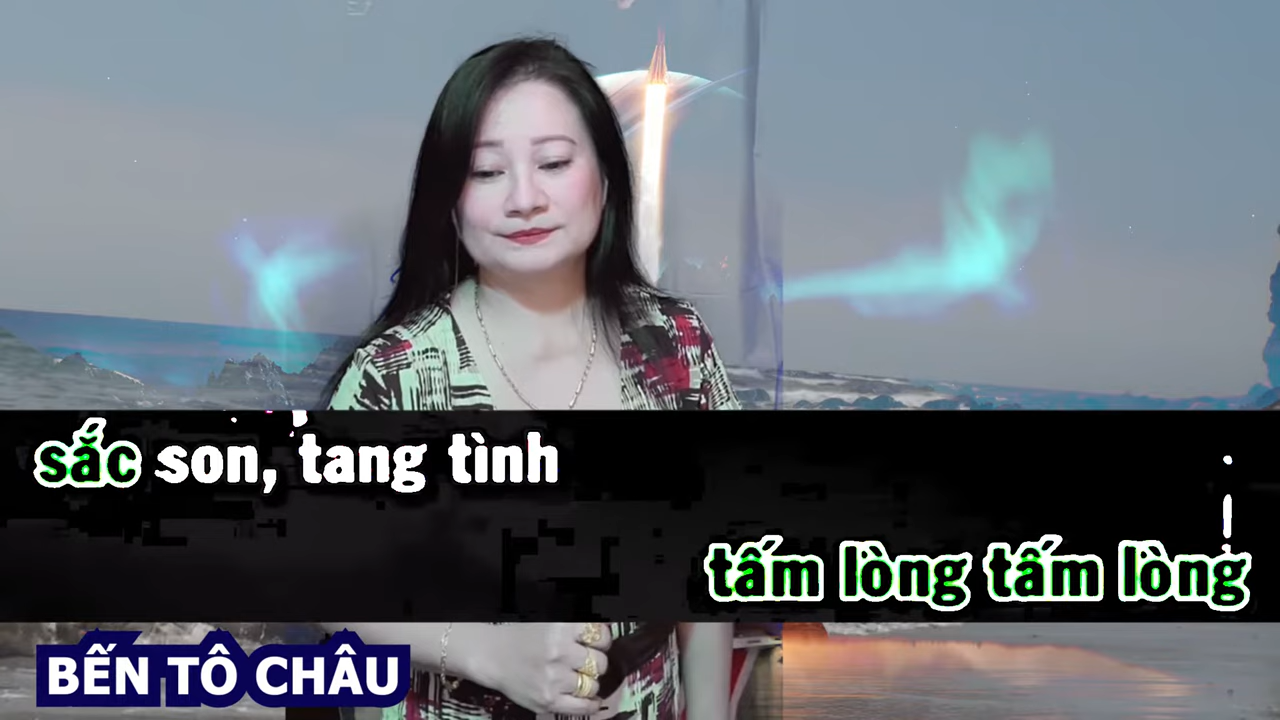 sắc son, tang tình
tấm lòng tấm lòng
BẾN TÔ CHÂU